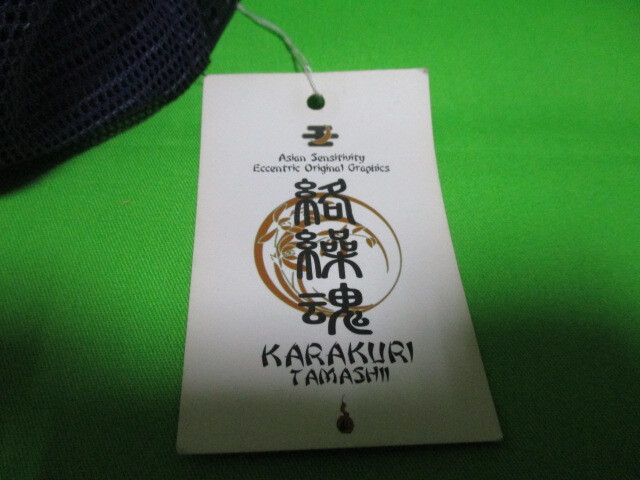 Asian Sensitivity
Eccentric Original Graphics
絡
繰
魂
KARAKURI
TAMASHII